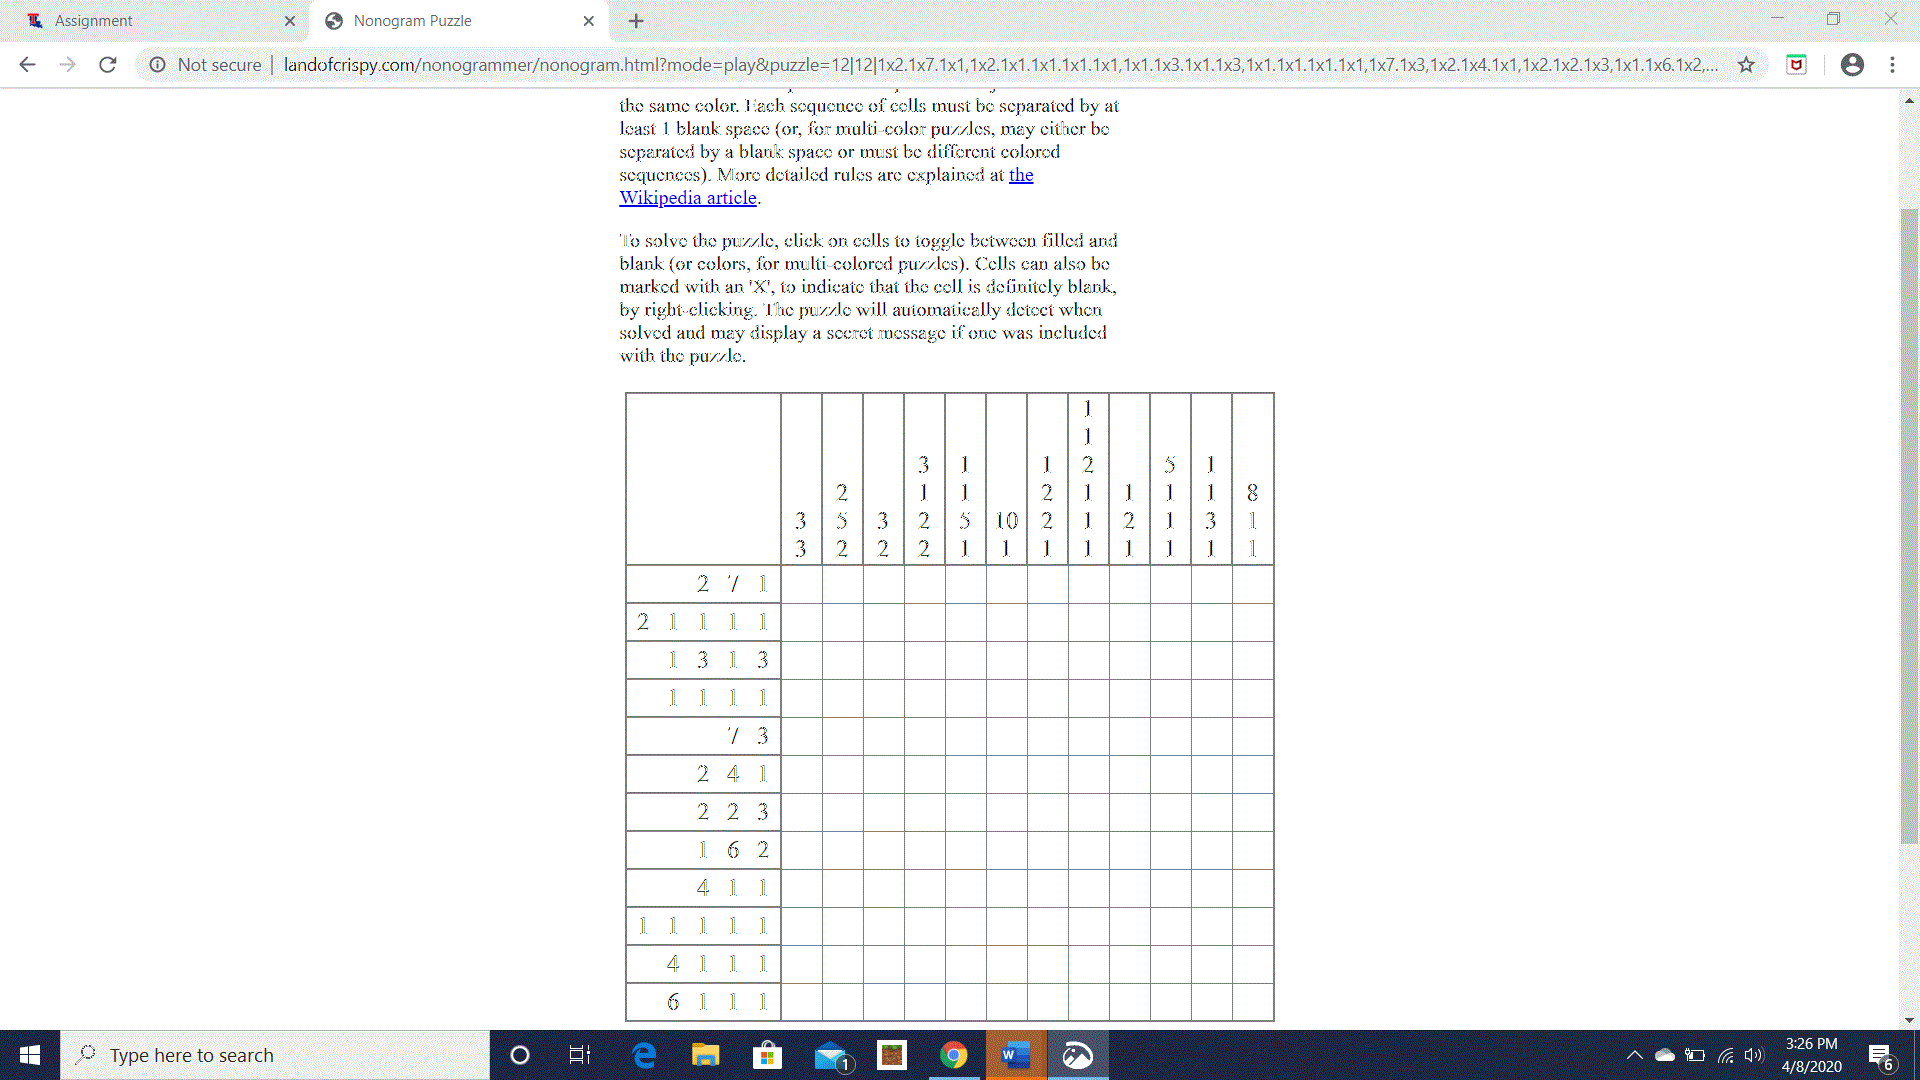 Assignment
Nonogram Puzzle
Not secure | landofcrispy.com/nonogrammer/nonogram.html?mode=play&puzzle=12|12|1x2.1x7.1x1,1x2.1x1.1x1.1x1.1x1,1x1.1x3.1x1.1x3,1x1.1x1.1x1.1x1,1x7.1x3,1x2.1x4.1x1,1x2.1x2.1x3,1x1.1x6.1x2,...
the same color. Each sequence of cells must be separated by at
least 1 blank space (or, for multi-color puzzles, may either be
separated by a blank space or must be different colored
sequences). More detailed rules are explained at the
Wikipedia article.
To solve the puzzle, click on cells to toggle between filled and
blank (or colors, for multi-colored puzzles). Cells can also be
marked with an 'X', to indicate that the cell is definitely blank,
by right-clicking. The puzzle will automatically detect when
solved and may display a secret message if one was included
with the puzzle.
1
1
3 1 1 2 5 1
2 1 1 2 1 1 1 1 8
3 5 3 2 5 10 2 1 2 1 3 1
3 2 2 2 1 1 1 1 1 1 1 1
2 7 1
2 1 1 1 1
1 3 1 3
1 1 1 1
7 3
2 4 1
2 2 3
1 6 2
4 1 1
1 1 1 1 1
4 1 1 1
6 1 1 1
Type here to search
1
W
3:26 PM
4/8/2020
6